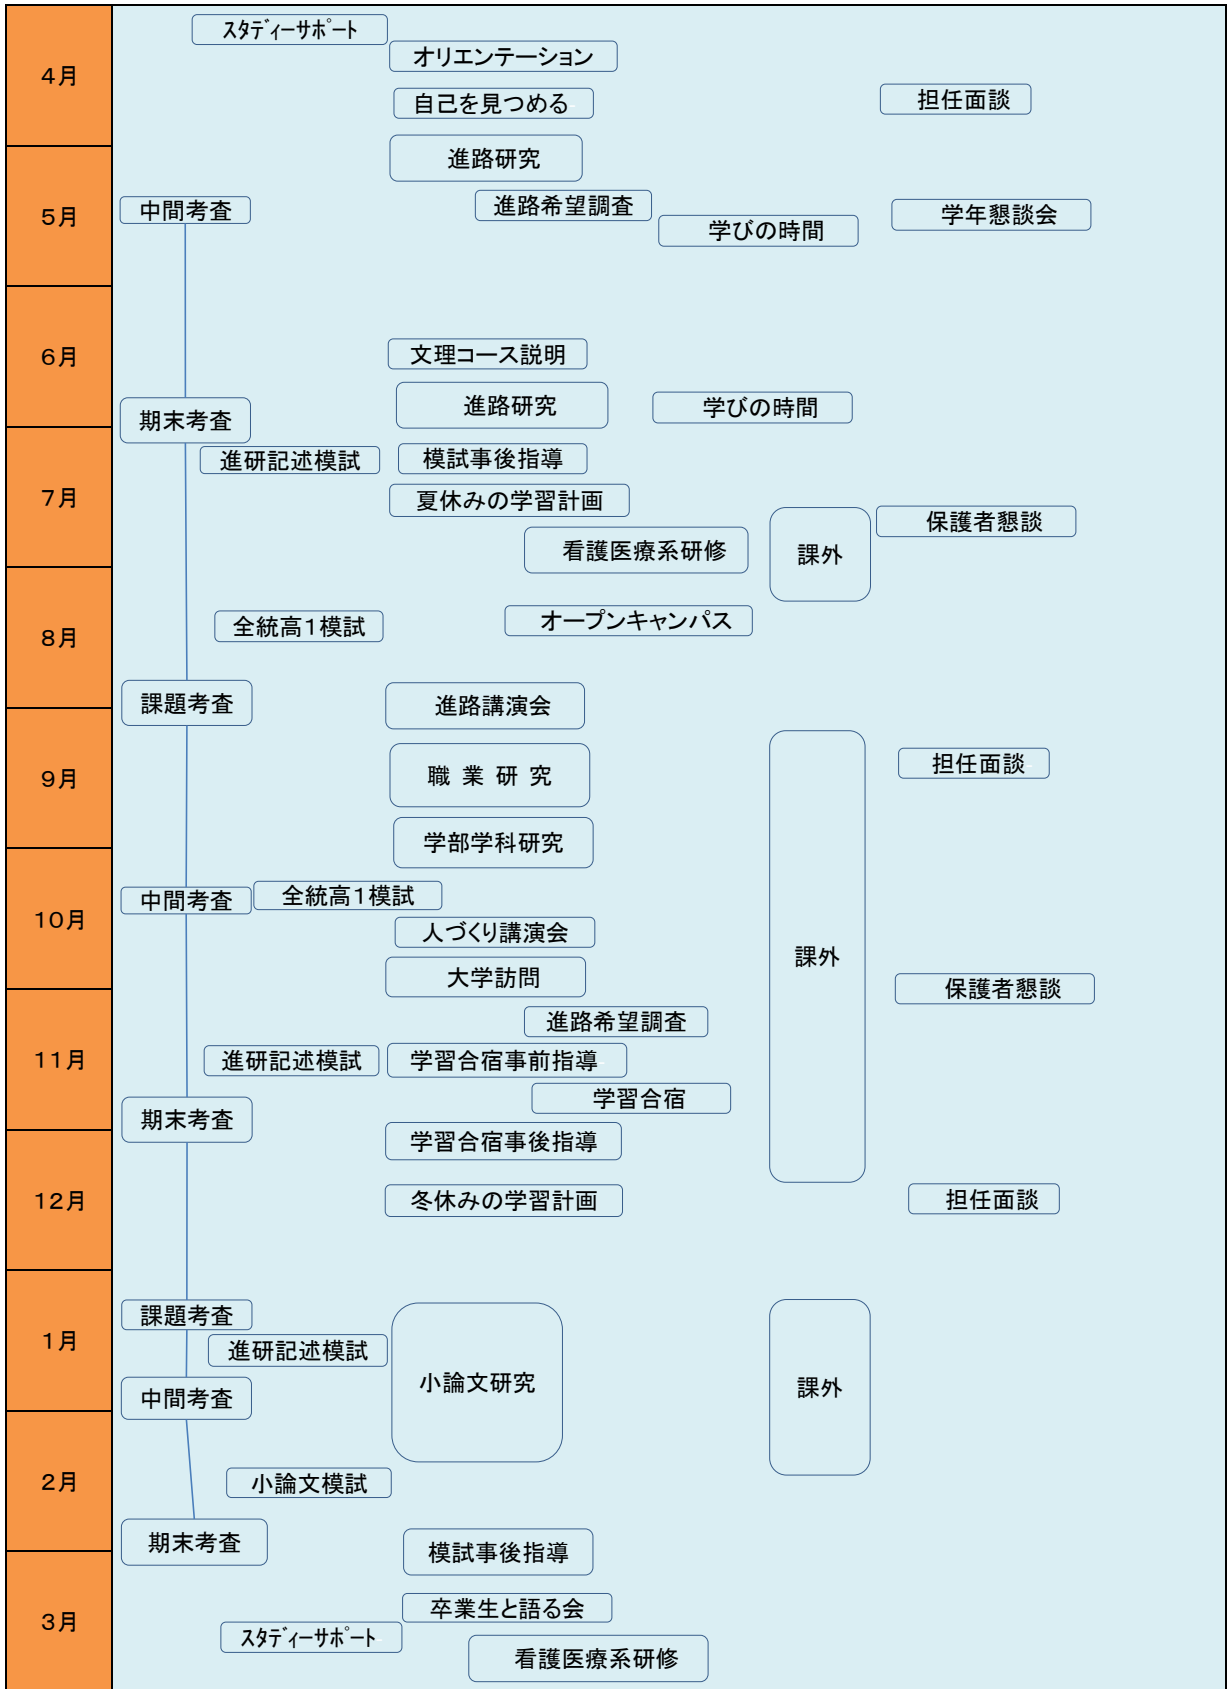 4月
スタディーサポート
オリエンテーション
自己を見つめる
担任面談
進路研究
5月
中間考査
進路希望調査
学びの時間
学年懇談会
6月
文理コース説明
進路研究
学びの時間
期末考査
7月
進研記述模試
模試事後指導
夏休みの学習計画
保護者懇談
看護医療系研修
課外
8月
全統高1模試
オープンキャンパス
課題考査
進路講演会
9月
職業研究
担任面談
学部学科研究
10月
中間考査
全統高1模試
人づくり講演会
課外
大学訪問
保護者懇談
進路希望調査
11月
進研記述模試
学習合宿事前指導
学習合宿
期末考査
学習合宿事後指導
12月
冬休みの学習計画
担任面談
1月
課題考査
進研記述模試
小論文研究
課外
中間考査
2月
小論文模試
期末考査
模試事後指導
3月
卒業生と語る会
スタディーサポート
看護医療系研修